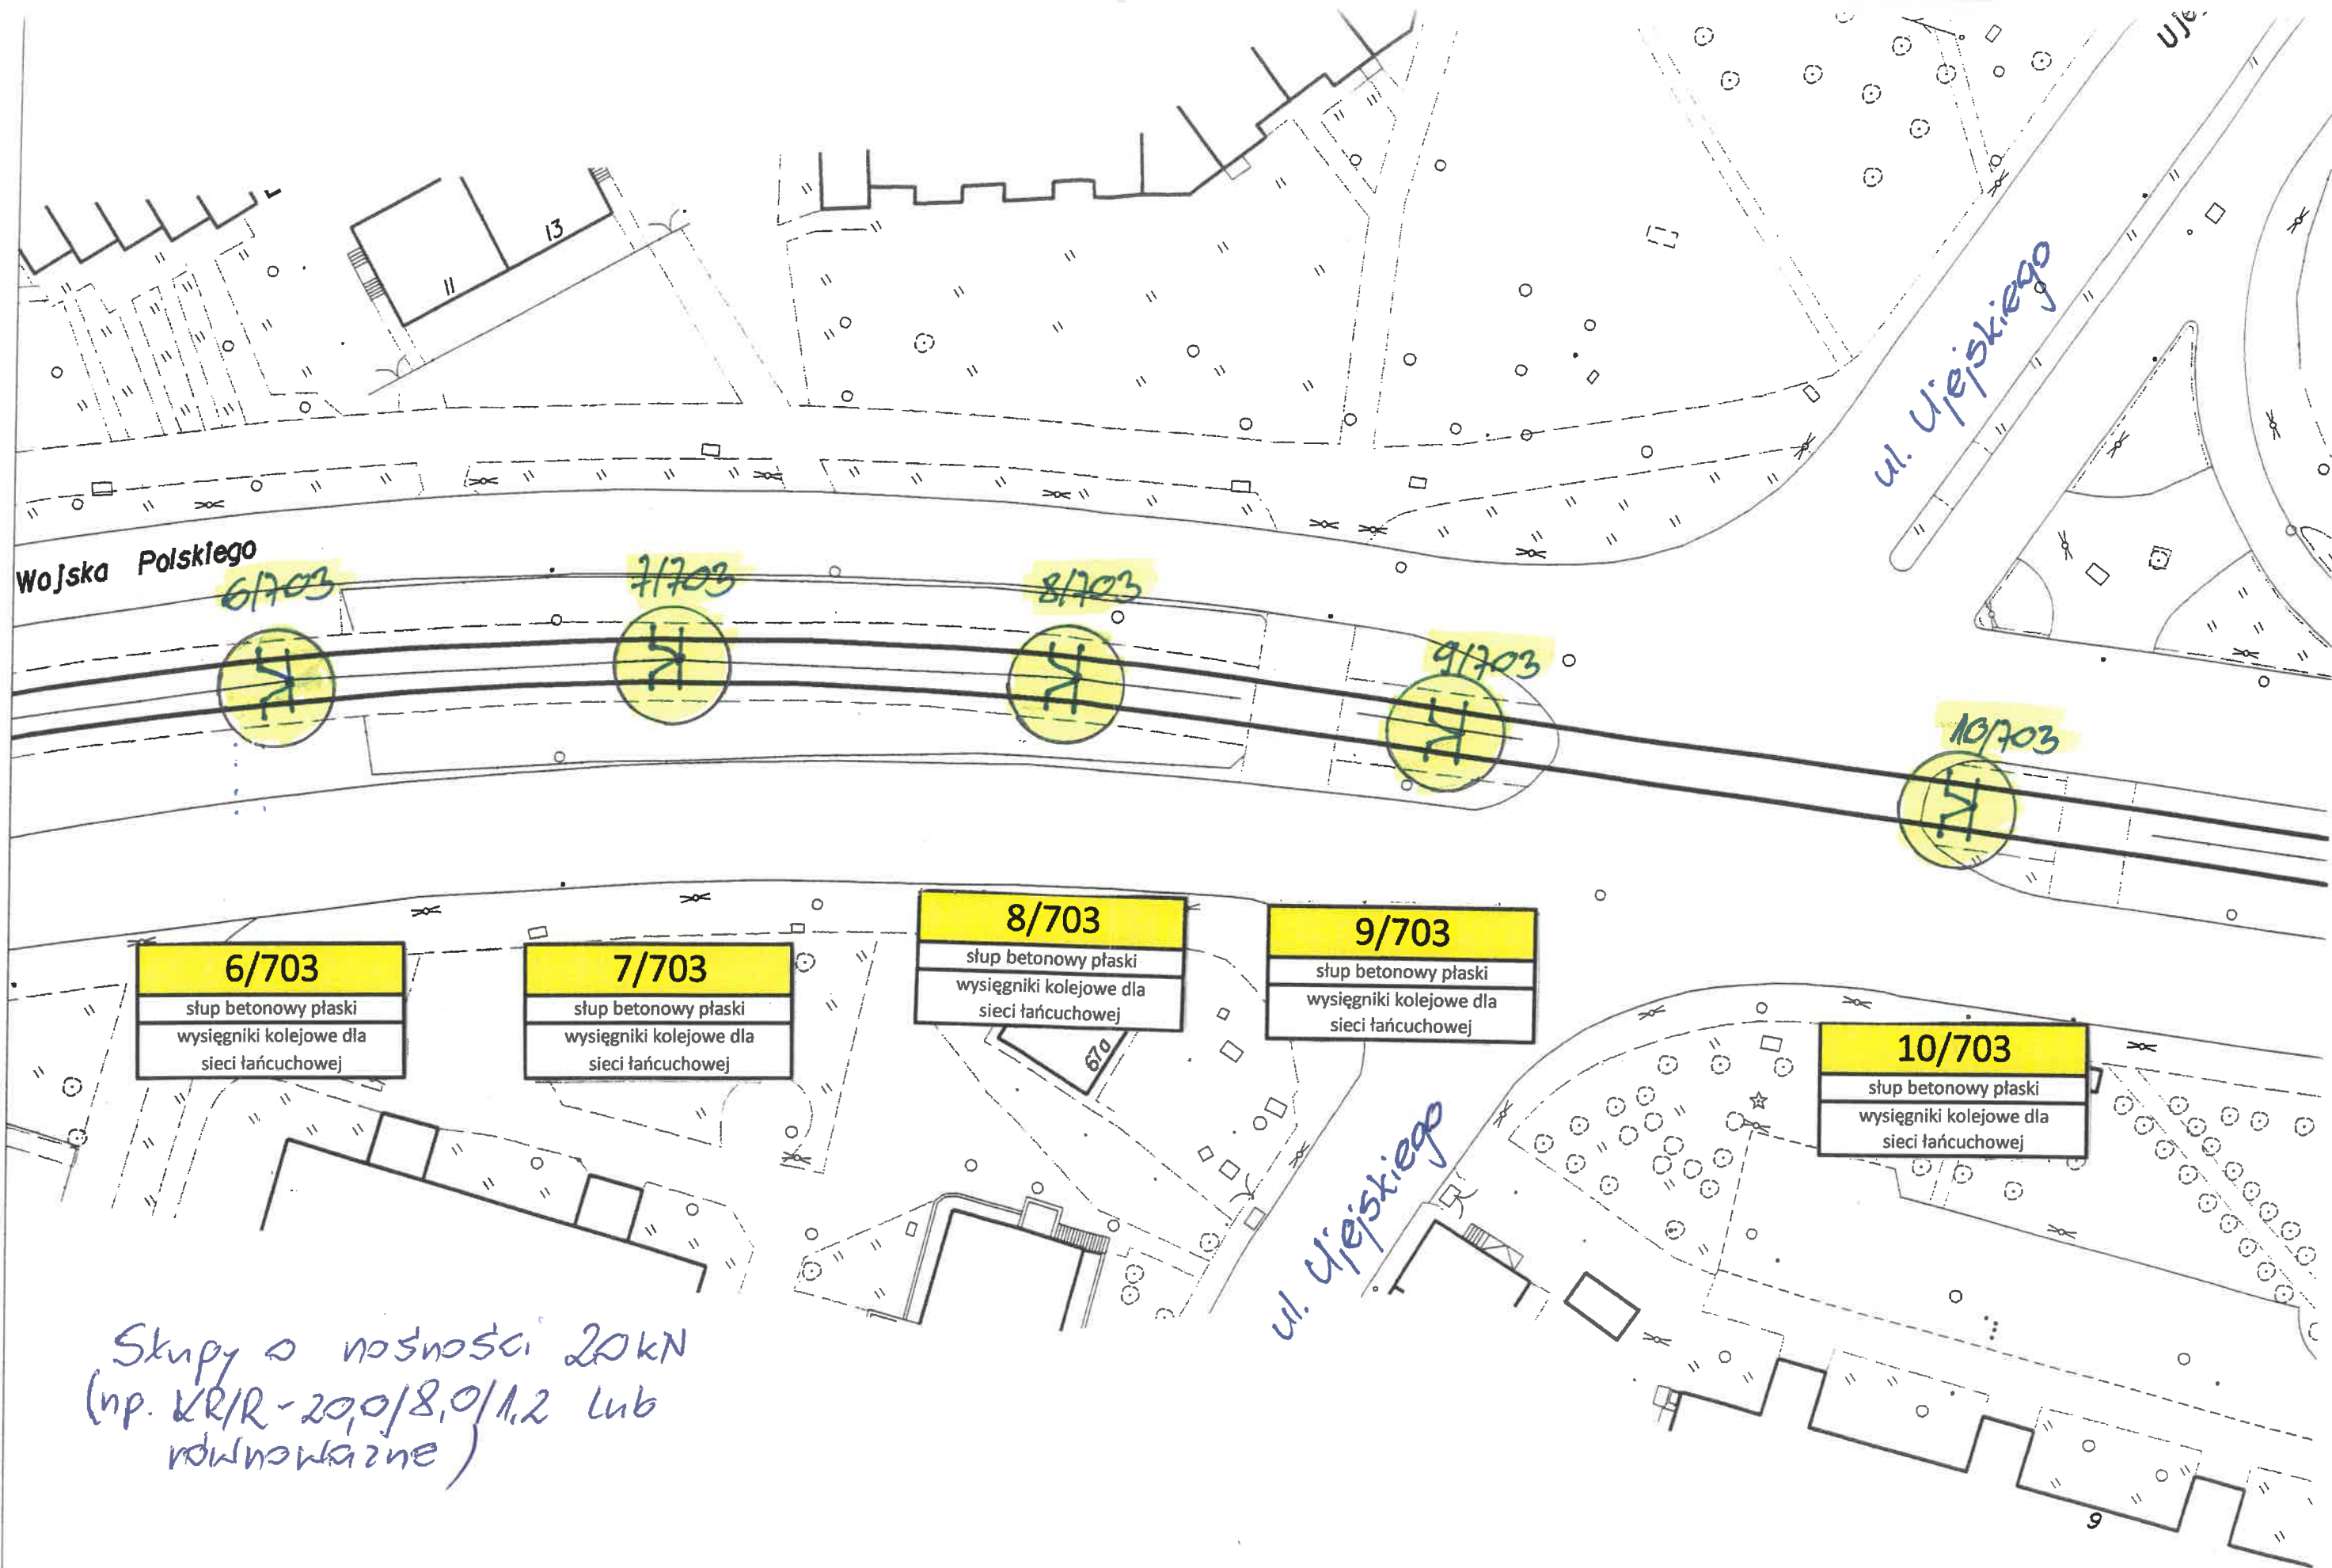 Uje
13
11
ul. Ujejskiego
Wojska Polskiego
6/703
7/703
8/703
9/703
10/703
6/703
słup betonowy płaski
wysięgniki kolejowe dla
sieci łańcuchowej
7/703
słup betonowy płaski
wysięgniki kolejowe dla
sieci łańcuchowej
8/703
słup betonowy płaski
wysięgniki kolejowe dla
sieci łańcuchowej
9/703
słup betonowy płaski
wysięgniki kolejowe dla
sieci łańcuchowej
10/703
słup betonowy płaski
wysięgniki kolejowe dla
sieci łańcuchowej
67a
ul. Ujejskiego
Słupy o nośności 20kN
(np. KR/R-20,0/8,0/1,2 lub
równoważne)
9